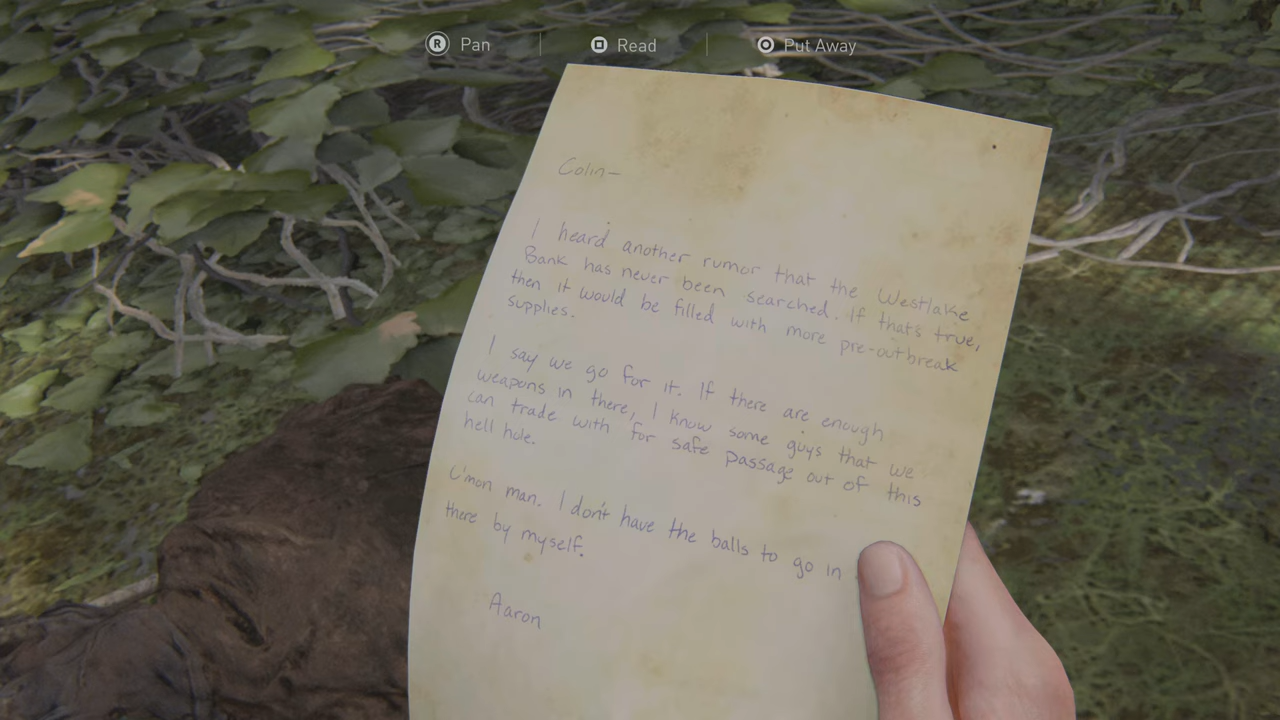 R Pan Read Put Away
Colin-
I heard another rumor that the Westlake
Bank has never been searched. If that's true,
then it would be filled with more pre-outbreak
supplies.
I say we go for it. If there are enough
weapons in there, I know some guys that we
can trade with for safe passage out of this
hell hole.
C'mon man. I don't have the balls to go in
there by myself.
Aaron